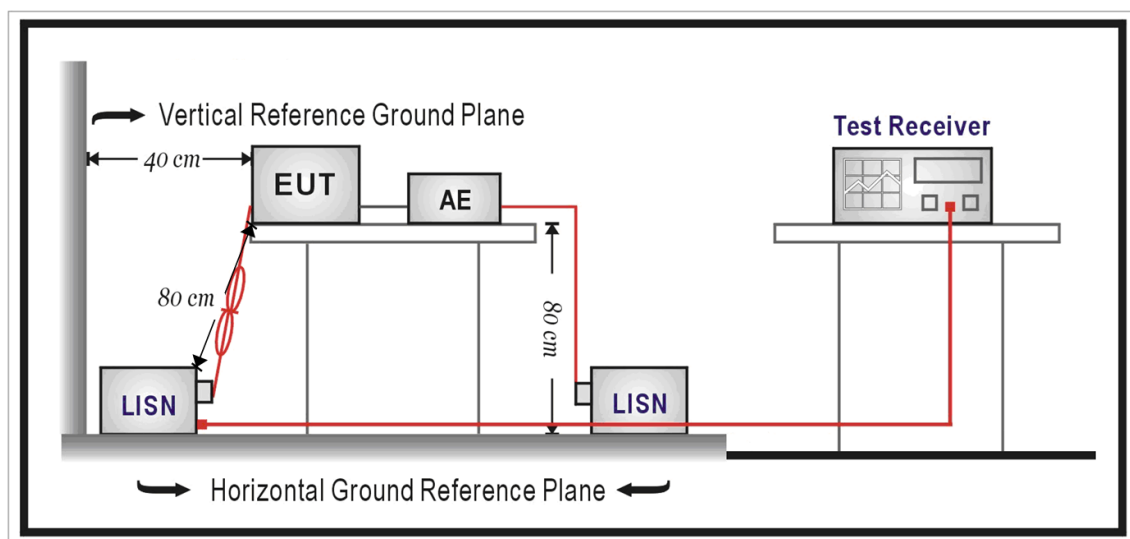 Vertical Reference Ground Plane
Test Receiver
40 cm
EUT
AE
80 cm
80 cm
LISN
LISN
Horizontal Ground Reference Plane